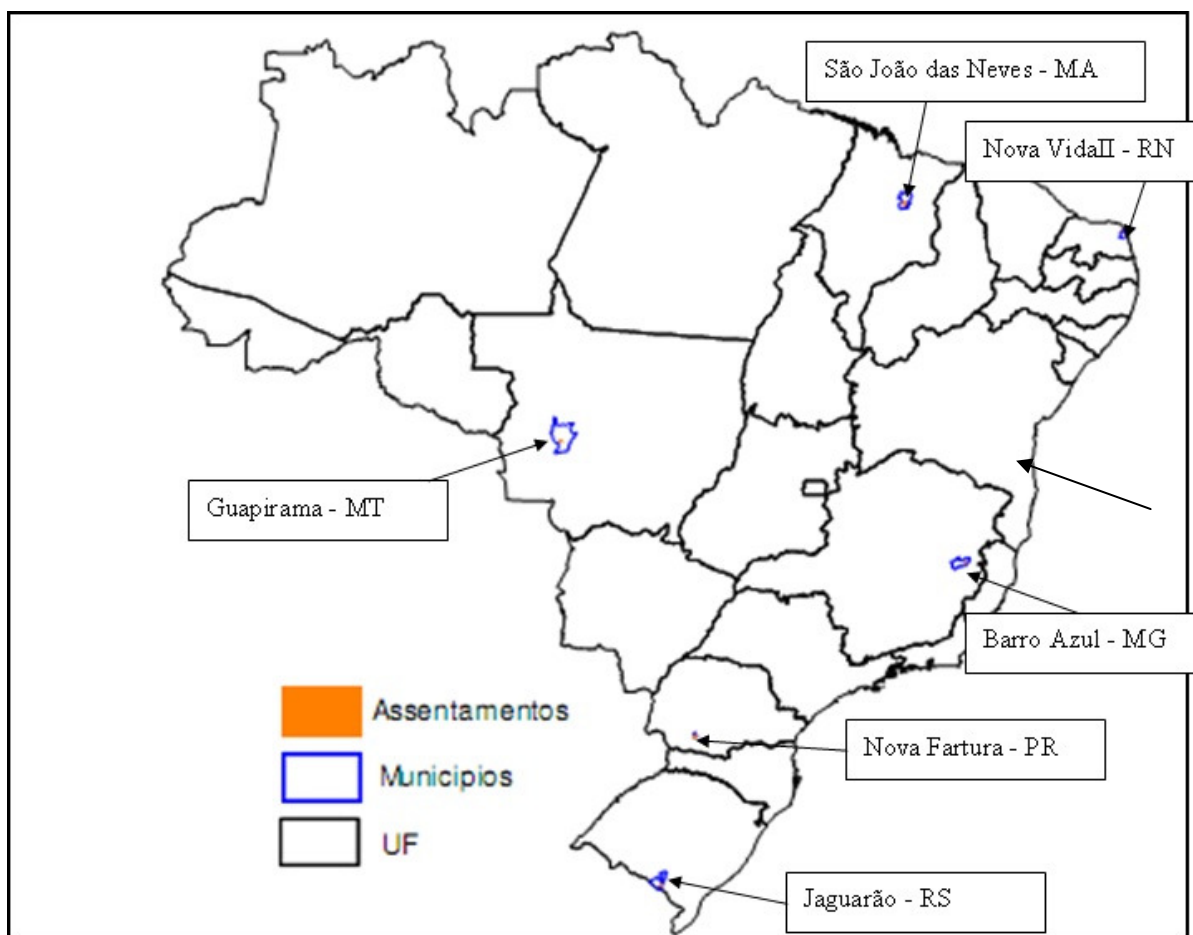 São João das Neves - MA
Nova VidaII - RN
Guapirama - MT
Barro Azul - MG
Assentamentos
Nova Fartura - PR
Municipios
UF
Jaguarão - RS